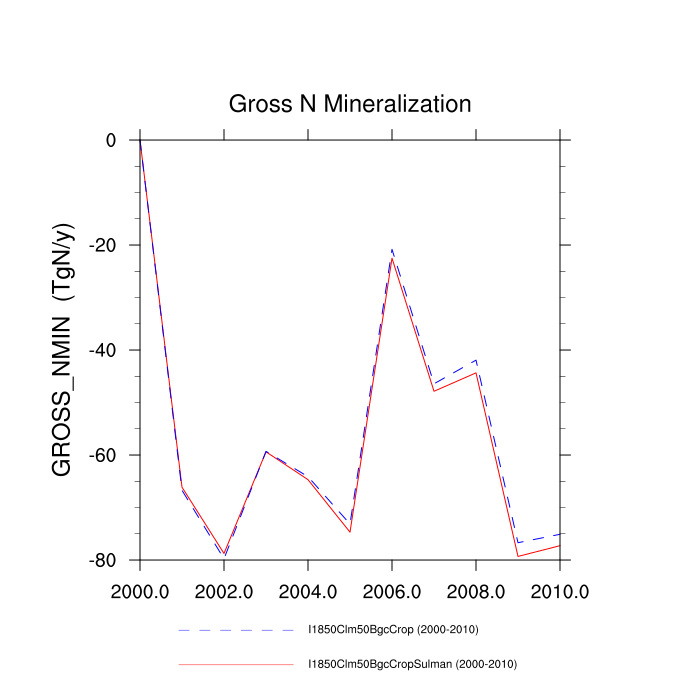 Gross N Mineralization
GROSS_NMIN (TgN/y)
0
-20
-40
-60
-80
2000.0 2002.0 2004.0 2006.0 2008.0 2010.0
I1850Clm50BgcCrop (2000-2010)
I1850Clm50BgcCropSulman (2000-2010)